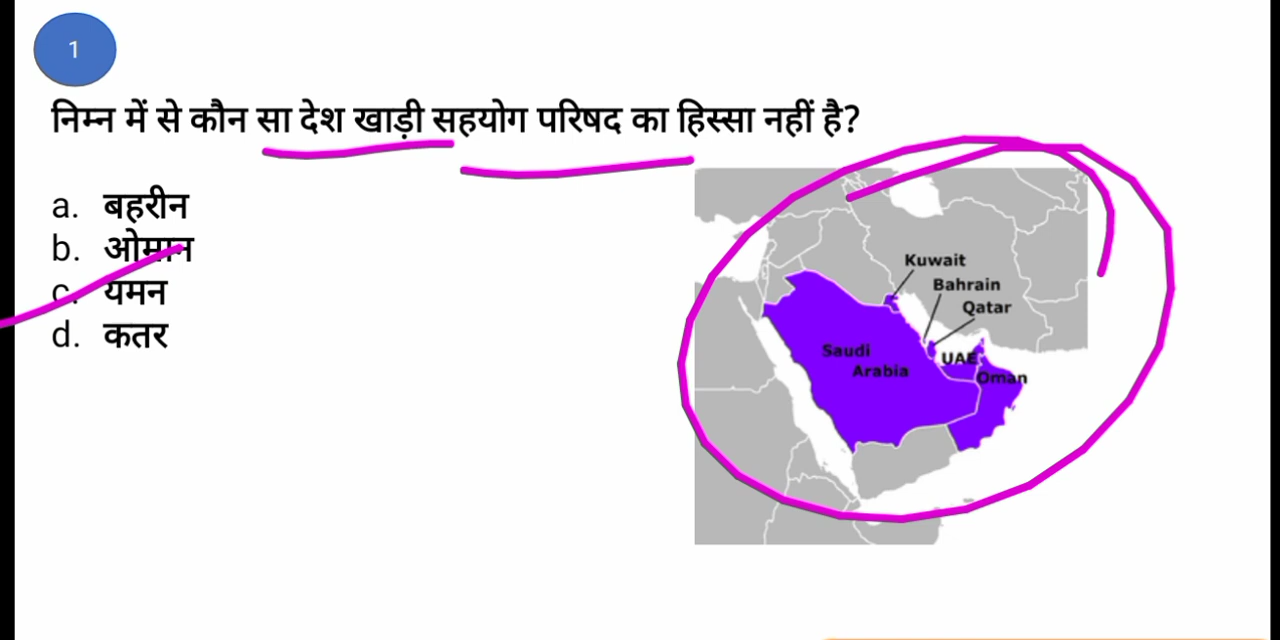 1
निम्न में से कौन सा देश खाड़ी सहयोग परिषद का हिस्सा नहीं है?
a. बहरीन
b. ओमान
c. यमन
d. कतर
Kuwait
Bahrain
Qatar
Saudi
Arabia
UAE
Oman